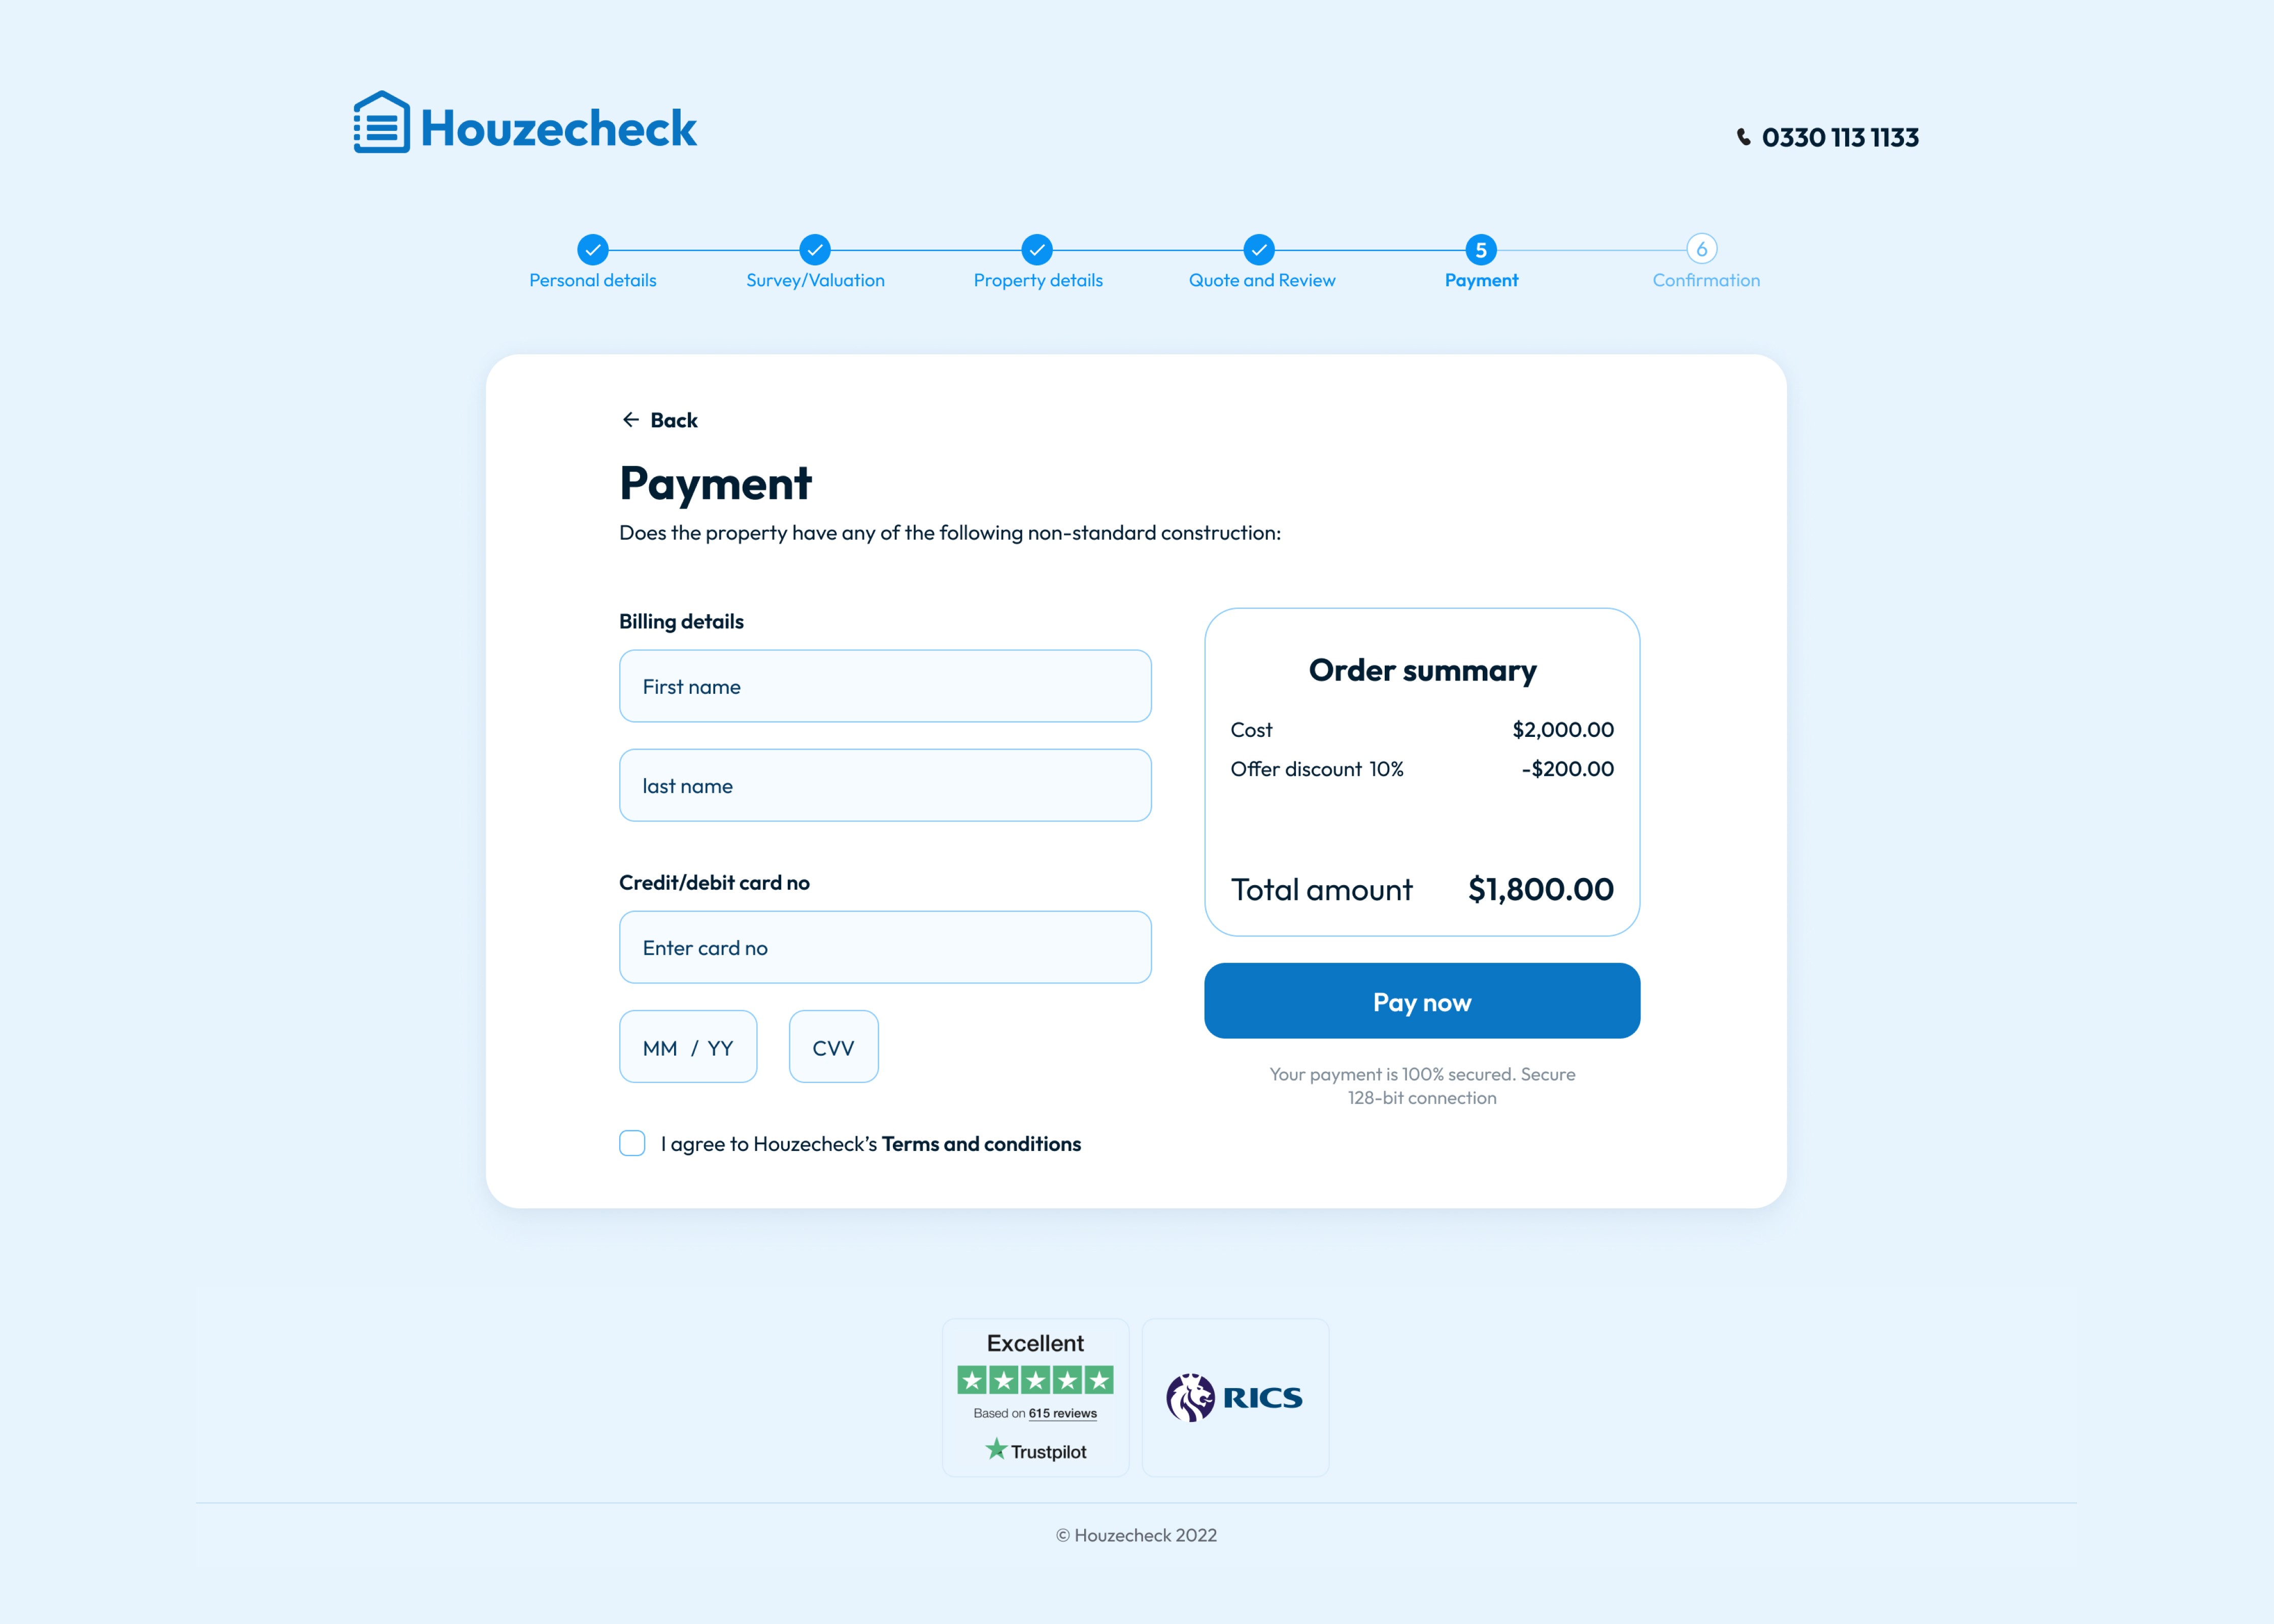 Houzecheck
0330 113 1133
5
6
Personal details
Survey/Valuation
Property details
Quote and Review
Payment
Confirmation
Back
Payment
Does the property have any of the following non-standard construction:
Billing details
First name
last name
Credit/debit card no
Enter card no
MM / YY
CVV
I agree to Houzecheck’s Terms and conditions
Order summary
Cost $2,000.00
Offer discount 10% -$200.00
Total amount $1,800.00
Pay now
Your payment is 100% secured. Secure
128-bit connection
Excellent
Based on 615 reviews
Trustpilot
RICS
© Houzecheck 2022